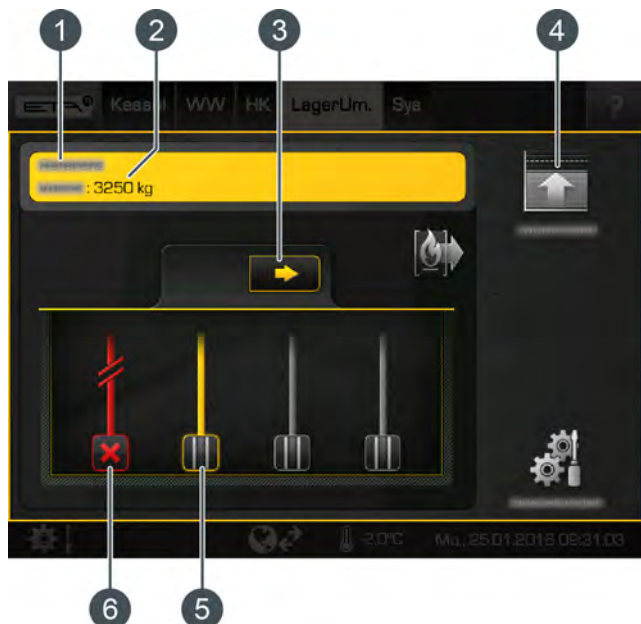 1 2 3 4
ETA Kessel WW HK LagerUm. Sys ?
: 3250 kg
-2,0°C Mo., 25.01.2016 09:31:03
6 5